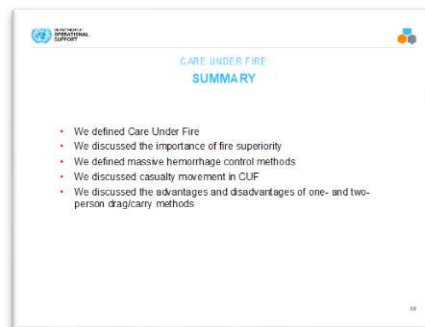 DEPARTMENT OF
OPERATIONAL
SUPPORT
CARE UNDER FIRE
SUMMARY
• We defined Care Under Fire
• We discussed the importance of fire superiority
• We defined massive hemorrhage control methods
• We discussed casualty movement in CUF
• We discussed the advantages and disadvantages of one- and two-
person drag/carry methods